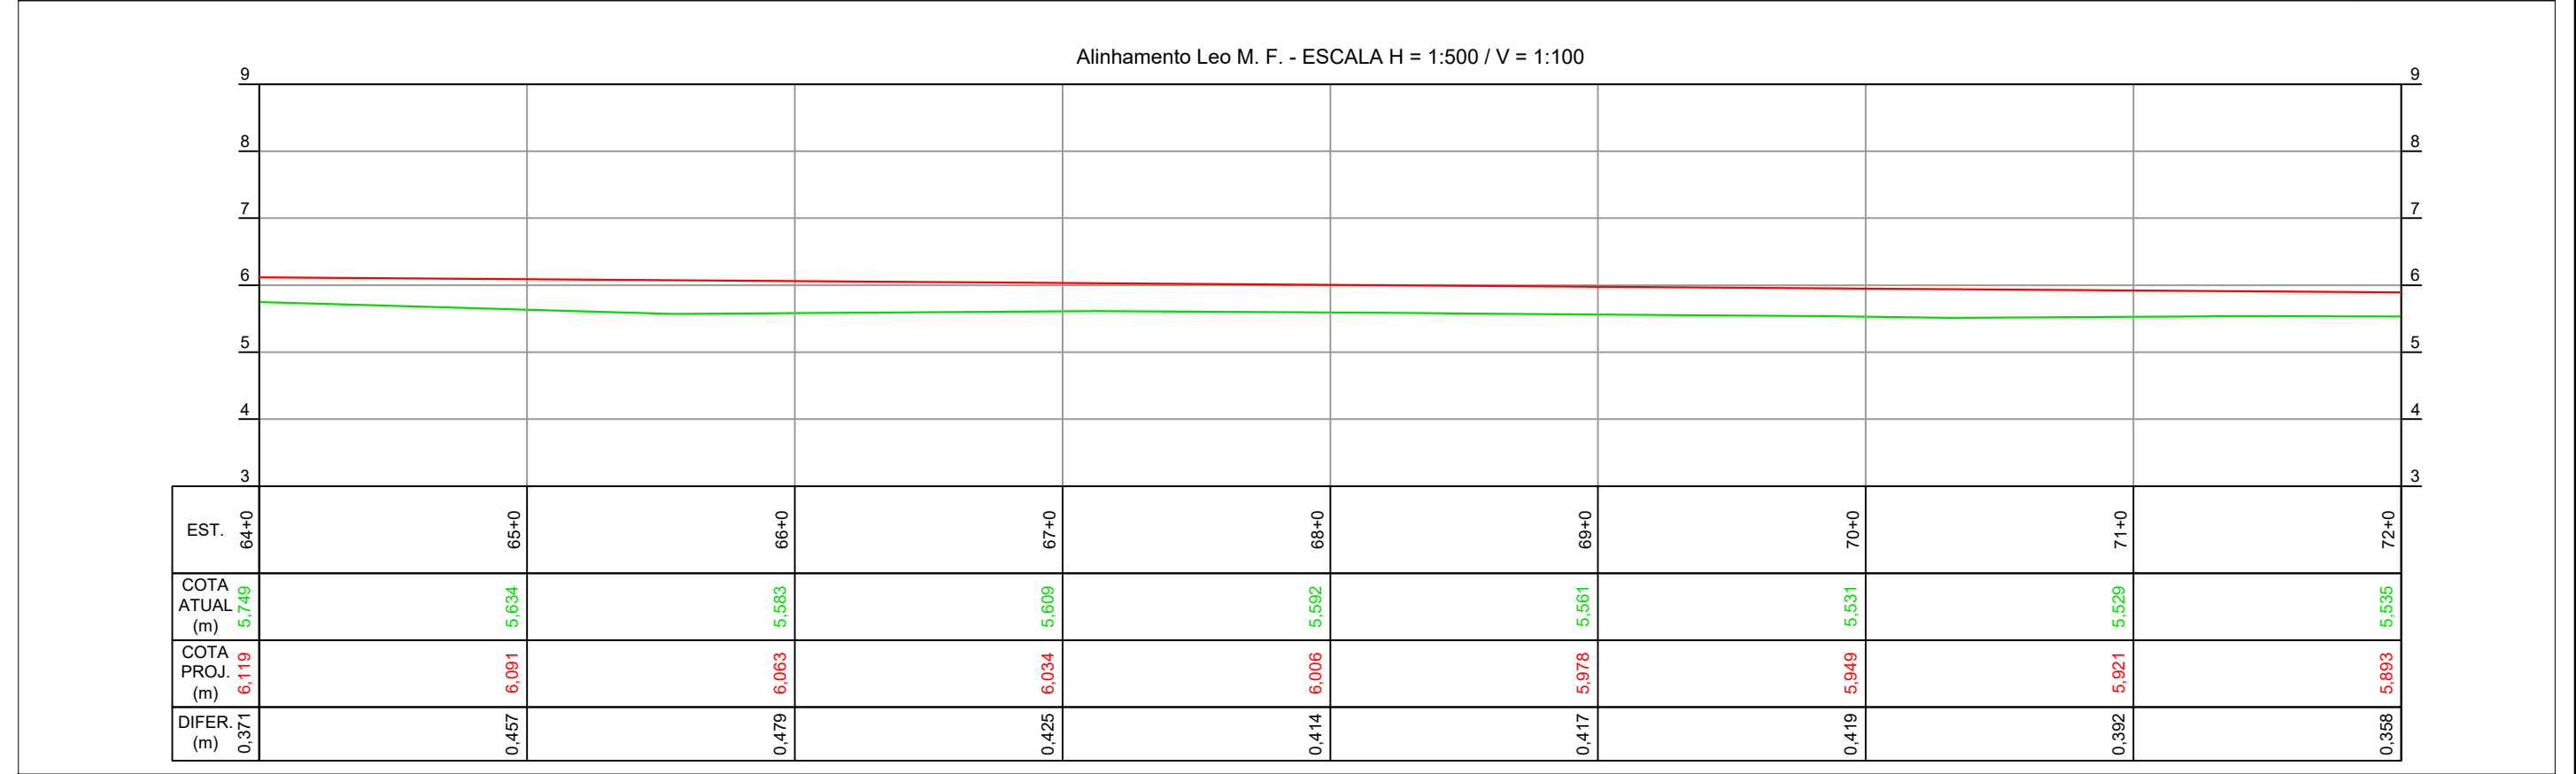 Alinhamento Leo M. F. - ESCALA H = 1:500 / V = 1:100
9 9
8 8
7 7
6 6
5 5
4 4
3 3
EST. 64+0 65+0 66+0 67+0 68+0 69+0 70+0 71+0 72+0
COTA
ATUAL
(m)
5,749 5,634 5,583 5,609 5,592 5,561 5,531 5,529 5,535
COTA
PROJ.
(m)
6,119 6,091 6,063 6,034 6,006 5,978 5,949 5,921 5,893
DIFER.
(m)
0,371 0,457 0,479 0,425 0,414 0,417 0,419 0,392 0,358